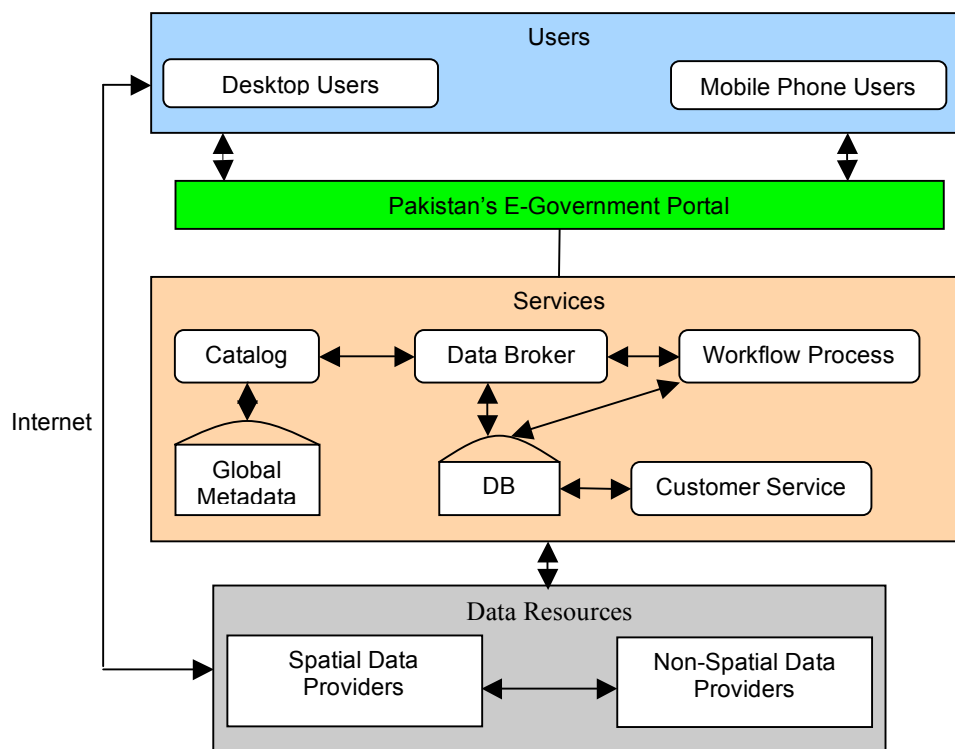 Users
Desktop Users
Mobile Phone Users
Pakistan's E-Government Portal
Services
Catalog
Data Broker
Workflow Process
Internet
Global
Metadata
DB
Customer Service
Data Resources
Spatial Data
Providers
Non-Spatial Data
Providers